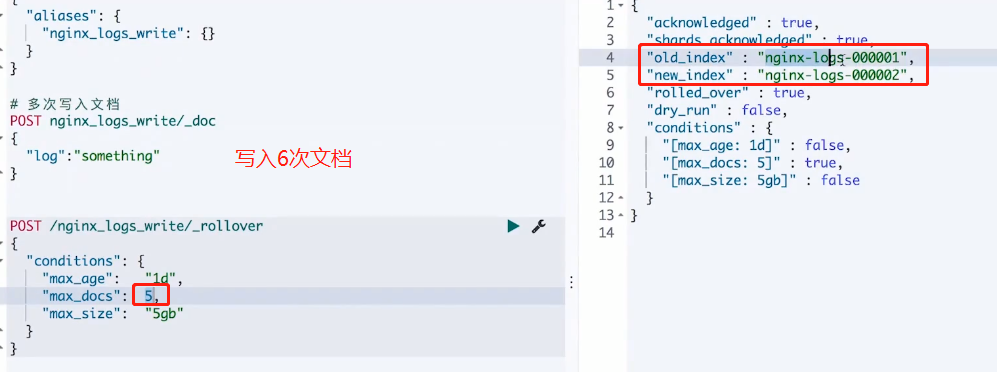 "aliases": {
"nginx_logs_write": {}
}
}
# 多次写入文档
POST nginx_logs_write/_doc
{
"log":"something"
}
写入6次文档
POST /nginx_logs_write/_rollover
{
"conditions": {
"max_age": "1d",
"max_docs": 5,
"max_size": "5gb"
}
}
1 {
2 "acknowledged" : true,
3 "shards_acknowledged" : true,
4 "old_index" : "nginx-logs-000001",
5 "new_index" : "nginx-logs-000002",
6 "rolled_over" : true,
7 "dry_run" : false,
8 "conditions" : {
9 "[max_age: 1d]" : false,
10 "[max_docs: 5]" : true,
11 "[max_size: 5gb]" : false
12 }
13 }
14